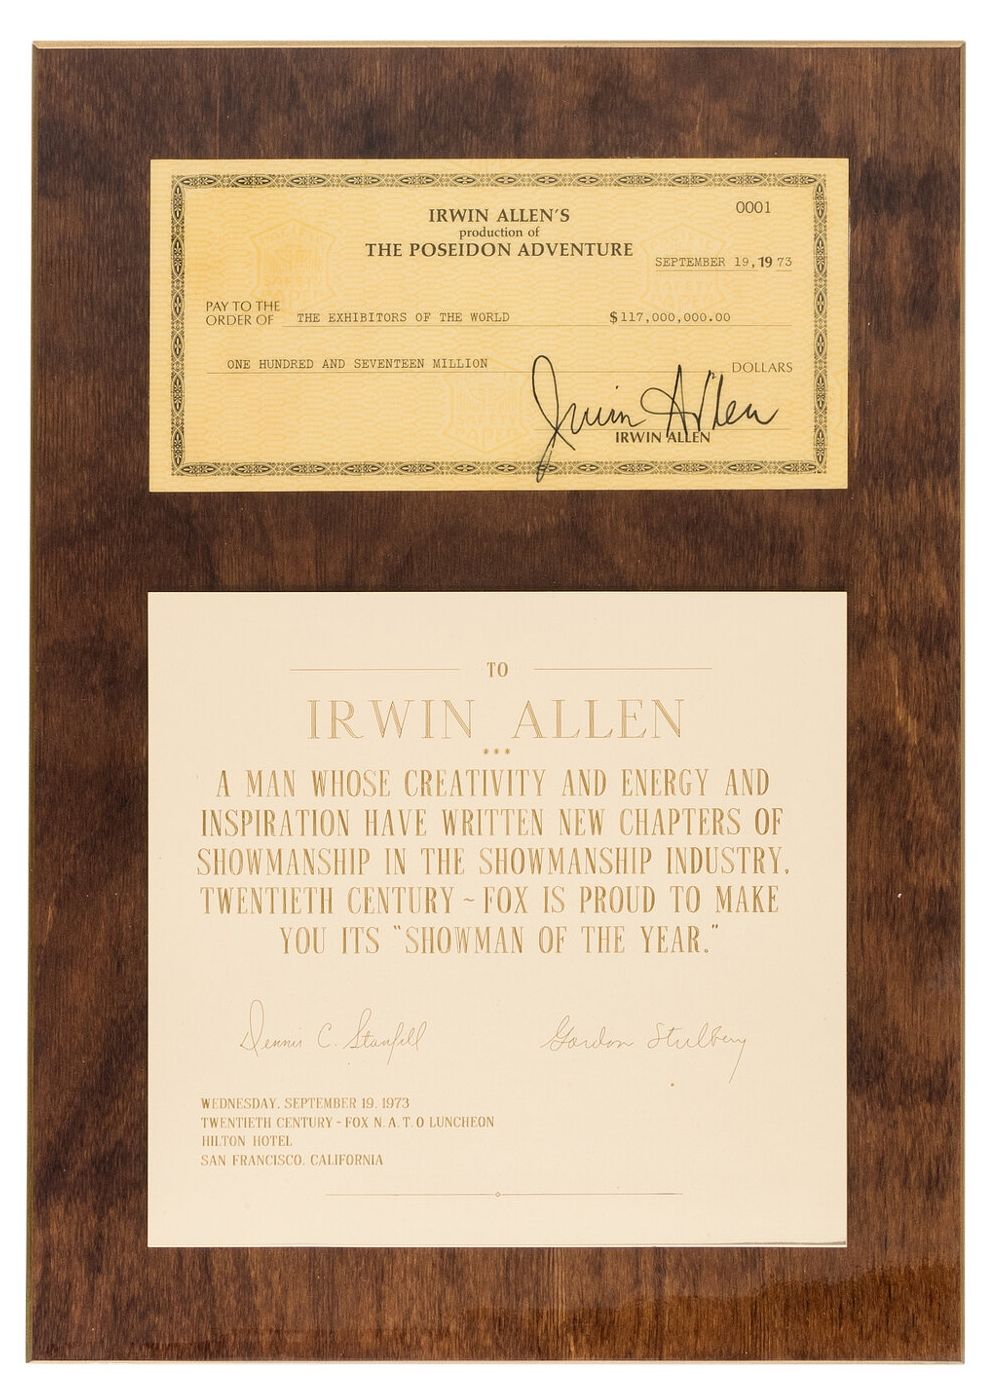 IRWIN ALLEN'S
production of
THE POSEIDON ADVENTURE
0001
SEPTEMBER 19, 19 73
PAY TO THE
ORDER OF THE EXHIBITORS OF THE WORLD $117,000,000.00
ONE HUNDRED AND SEVENTEEN MILLION DOLLARS
Irwin Allen
IRWIN ALLEN
TO
IRWIN ALLEN
***
A MAN WHOSE CREATIVITY AND ENERGY AND
INSPIRATION HAVE WRITTEN NEW CHAPTERS OF
SHOWMANSHIP IN THE SHOWMANSHIP INDUSTRY.
TWENTIETH CENTURY ~ FOX IS PROUD TO MAKE
YOU ITS "SHOWMAN OF THE YEAR."
Dennis C. Stanfill Gordon Stulberg
WEDNESDAY, SEPTEMBER 19, 1973
TWENTIETH CENTURY - FOX N.A.T.O LUNCHEON
HILTON HOTEL
SAN FRANCISCO, CALIFORNIA